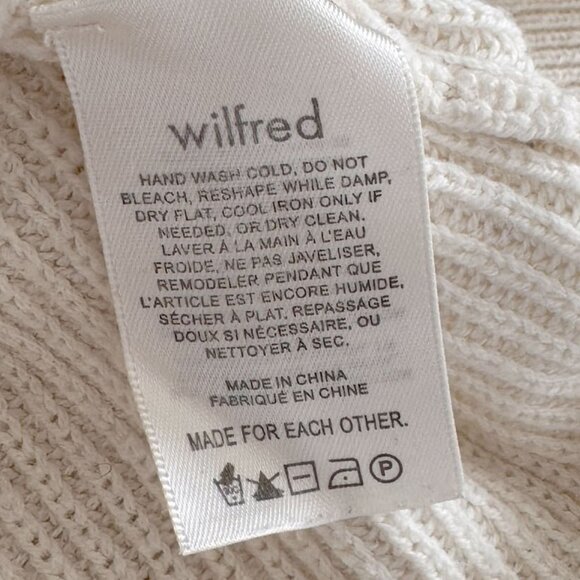 wilfred
HAND WASH COLD, DO NOT
BLEACH, RESHAPE WHILE DAMP,
DRY FLAT, COOL IRON ONLY IF
NEEDED, OR DRY CLEAN.
LAVER À LA MAIN À L'EAU
FROIDE, NE PAS JAVELISER,
REMODELER PENDANT QUE
L'ARTICLE EST ENCORE HUMIDE,
SÉCHER À PLAT, REPASSAGE
DOUX SI NÉCESSAIRE, OU
NETTOYER À SEC.
MADE IN CHINA
FABRIQUÉ EN CHINE
MADE FOR EACH OTHER.
P